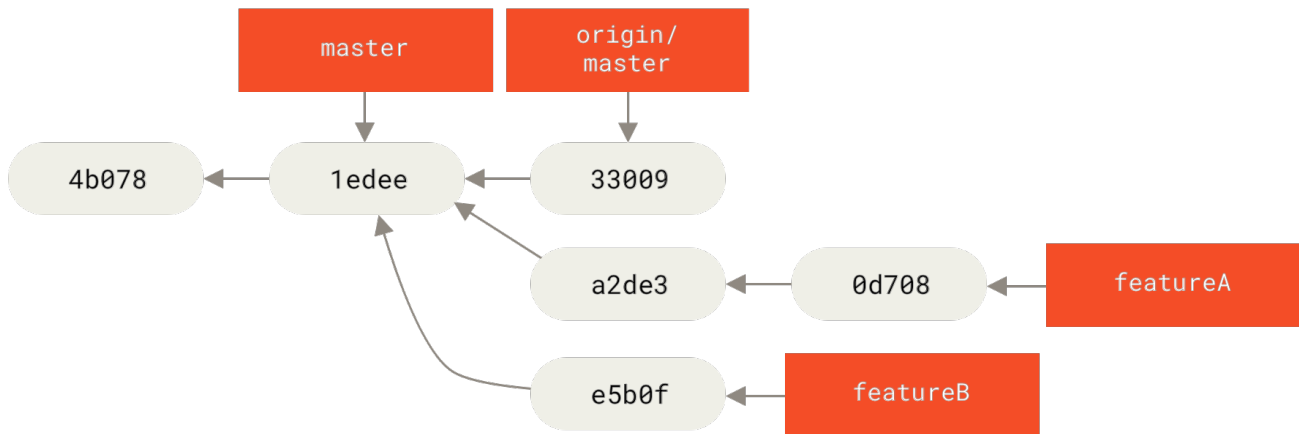 master
origin/
master
4b078
1edee
33009
a2de3
0d708
featureA
e5b0f
featureB